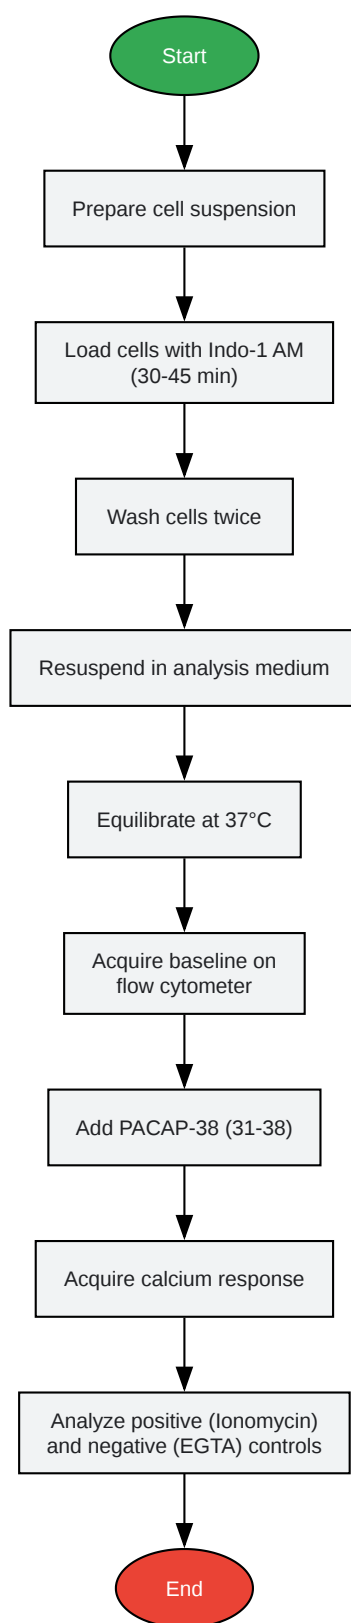 Start
Prepare cell suspension
Load cells with Indo-1 AM
(30-45 min)
Wash cells twice
Resuspend in analysis medium
Equilibrate at 37°C
Acquire baseline on
flow cytometer
Add PACAP-38 (31-38)
Acquire calcium response
Analyze positive (Ionomycin)
and negative (EGTA) controls
End